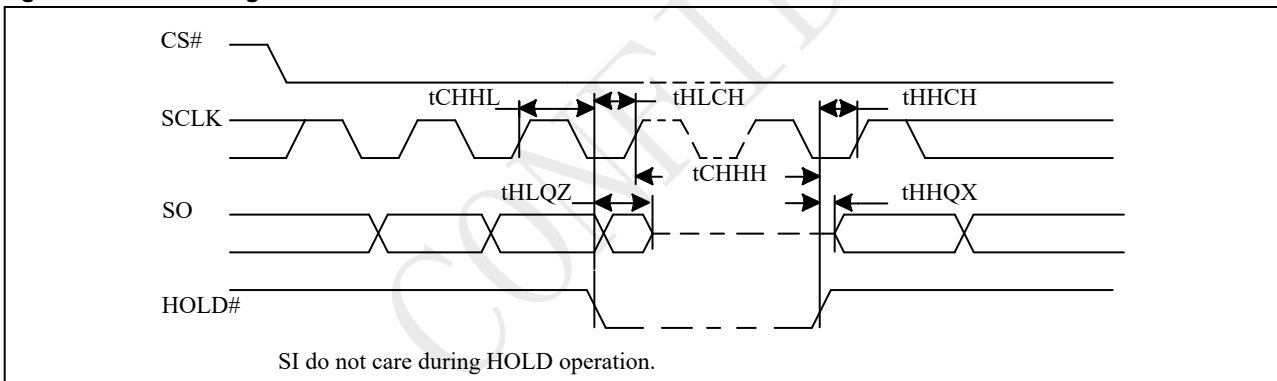 CS#
tCHHL
tHLCH
tHHCH
SCLK
tCHHH
tHLQZ
tHHQX
SO
HOLD#
SI do not care during HOLD operation.